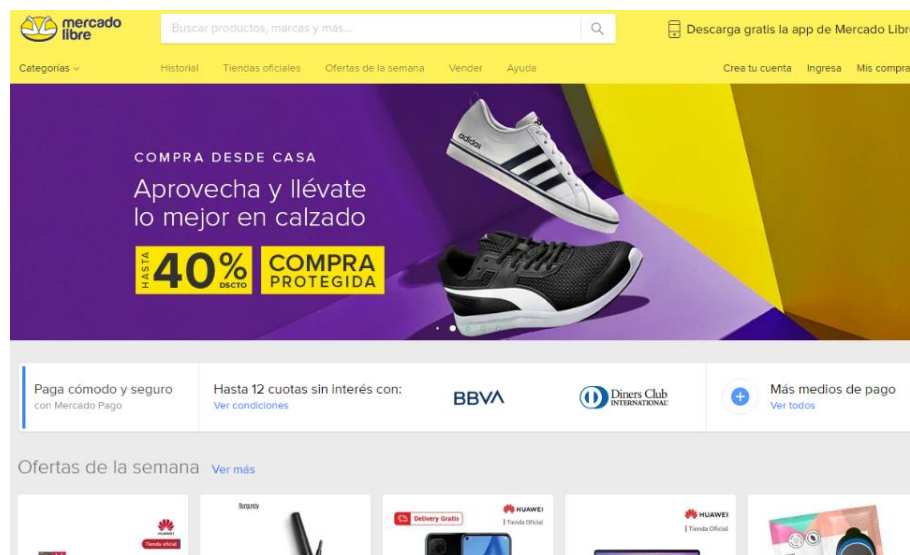 mercado
libre
Buscar productos, marcas y más...
Descarga gratis la app de Mercado Libre
Categorías
Historial
Tiendas oficiales
Ofertas de la semana
Vender
Ayuda
Crea tu cuenta
Ingresa
Mis compra
COMPRA DESDE CASA
Aprovecha y llévate
lo mejor en calzado
HASTA
40%
DSCTO
COMPRA
PROTEGIDA
adidas
Paga cómodo y seguro
con Mercado Pago
Hasta 12 cuotas sin interés con:
Ver condiciones
BBVA
Diners Club
INTERNATIONAL
Más medios de pago
Ver todos
Ofertas de la semana
Ver más
HUAWEI
Tienda oficial
Burgundy
Delivery Gratis
HUAWEI
Tienda Oficial
HUAWEI
Tienda Oficial